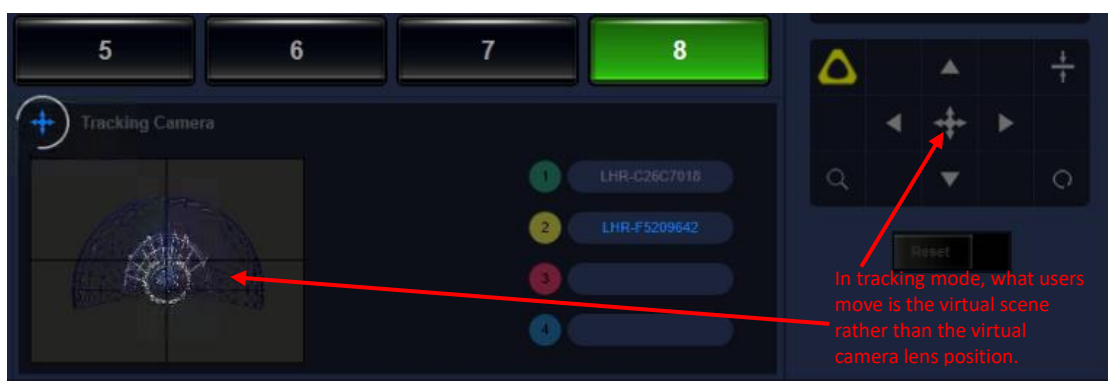 5
6
7
8
Tracking Camera
1
LHR-C26C7018
2
LHR-F5209642
3
4
Reset
In tracking mode, what users
move is the virtual scene
rather than the virtual
camera lens position.